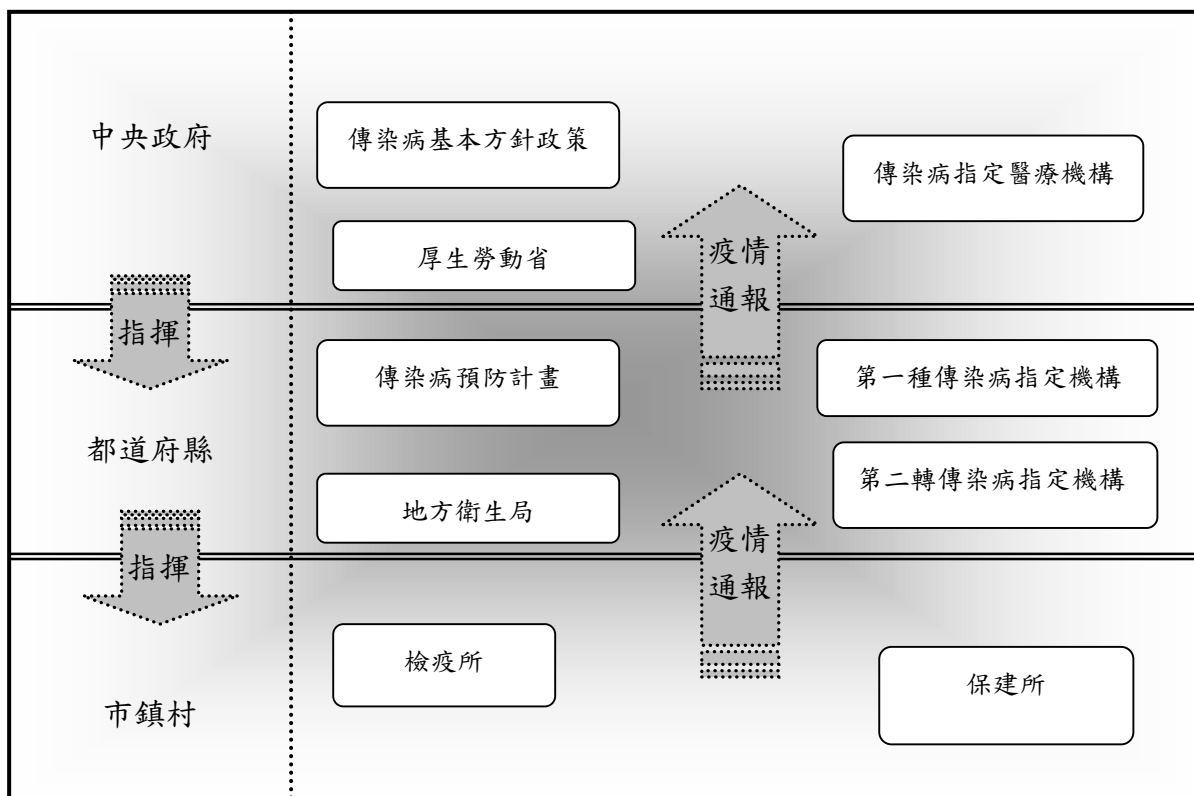 中央政府
傳染病基本方針政策
傳染病指定醫療機構
厚生勞動省
疫情
通報
指揮
傳染病預防計畫
第一種傳染病指定機構
都道府縣
第二轉傳染病指定機構
地方衛生局
疫情
通報
指揮
檢疫所
保建所
市鎮村